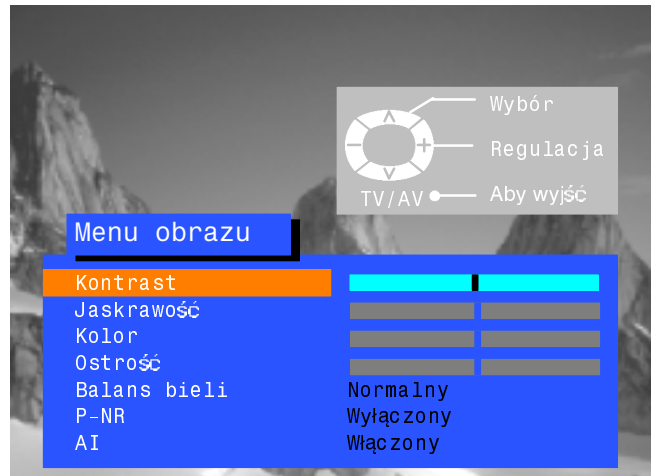 Wybór
Regulacja
TV/AV Aby wyjść
Menu obrazu
Kontrast
Jaskrawość
Kolor
Ostrość
Balans bieli Normalny
P-NR Wyłączony
AI Włączony